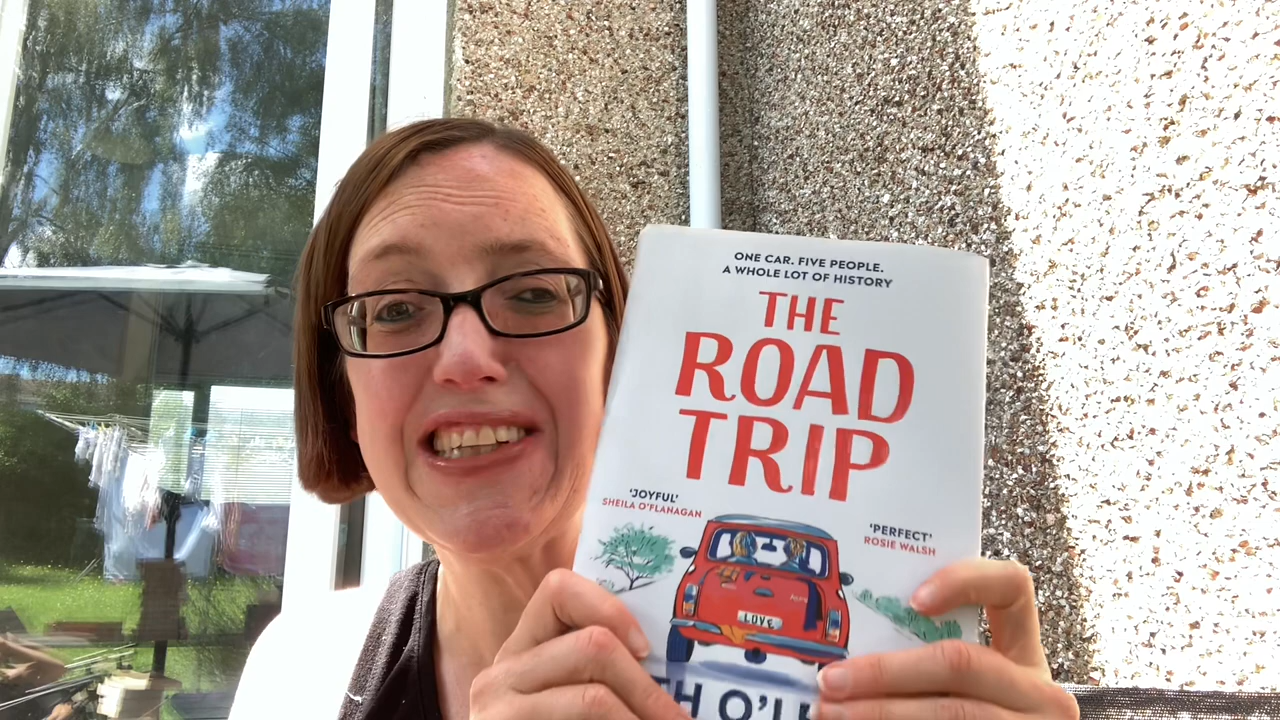 ONE CAR. FIVE PEOPLE.
A WHOLE LOT OF HISTORY
THE
ROAD
TRIP
'JOYFUL'
SHEILA O'FLANAGAN
'PERFECT'
ROSIE WALSH
LOVE